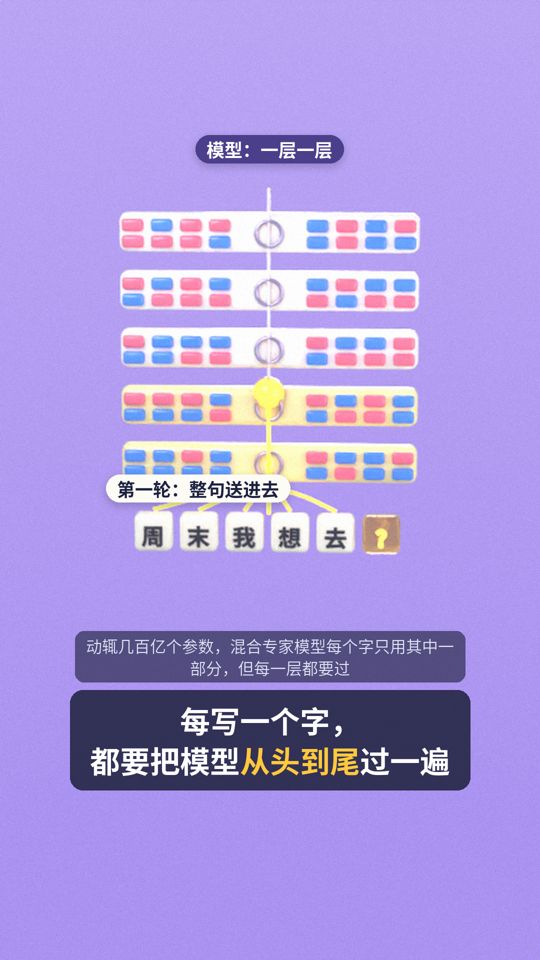 模型：一层一层
第一轮：整句送进去
周末我想去?
动辄几百亿个参数，混合专家模型每个字只用其中一
部分，但每一层都要过
每写一个字，
都要把模型从头到尾过一遍